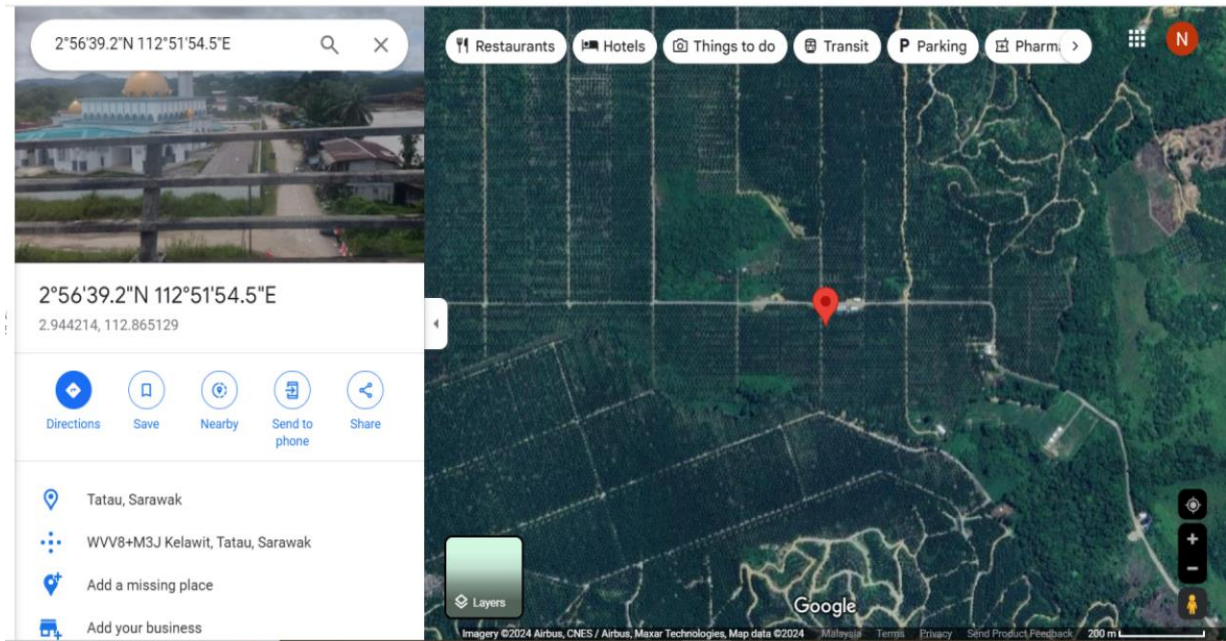 2°56'39.2"N 112°51'54.5"E
Restaurants
Hotels
Things to do
Transit
P Parking
Pharm
N
2°56'39.2"N 112°51'54.5"E
2.944214, 112.865129
Directions
Save
Nearby
Send to
phone
Share
Tatau, Sarawak
WVV8+M3J Kelawit, Tatau, Sarawak
Add a missing place
Add your business
Layers
Google
Imagery ©2024 Airbus, CNES / Airbus, Maxar Technologies, Map data ©2024 Malaysia Terms Privacy Send Product Feedback 200 m